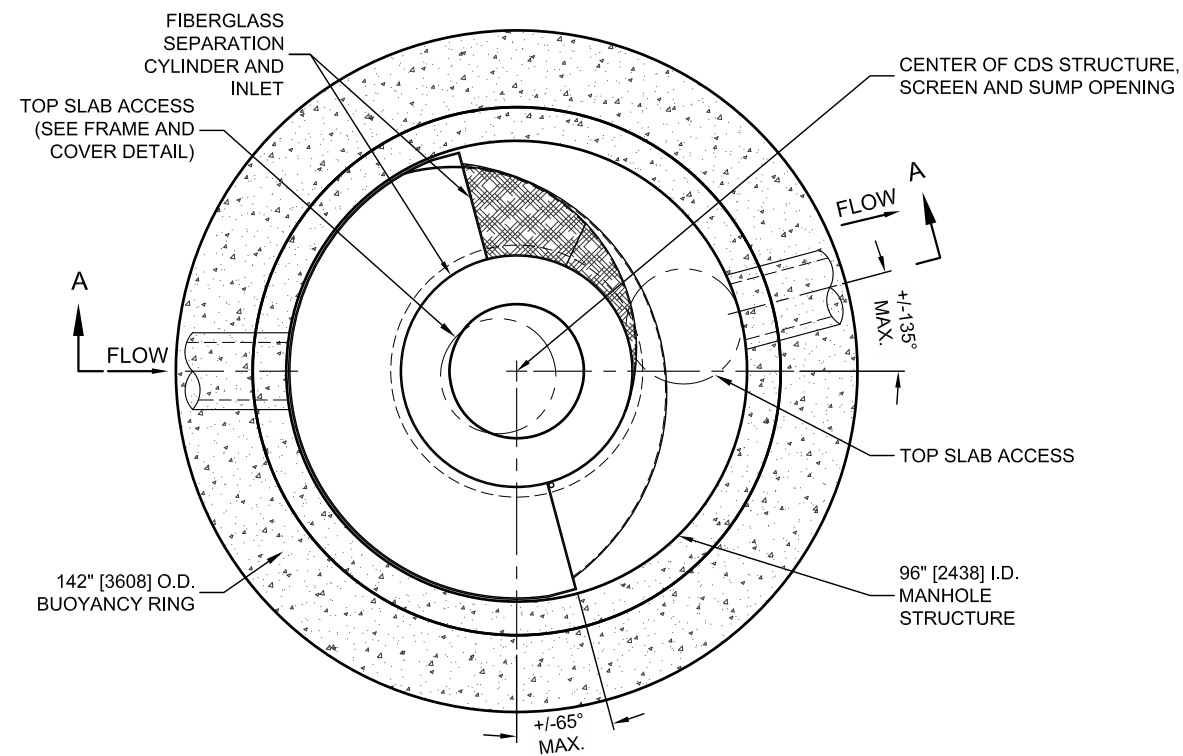 FIBERGLASS
SEPARATION
CYLINDER AND
INLET
TOP SLAB ACCESS
(SEE FRAME AND
COVER DETAIL)
CENTER OF CDS STRUCTURE,
SCREEN AND SUMP OPENING
A
FLOW
A
FLOW
+/-135°
MAX.
TOP SLAB ACCESS
142" [3608] O.D.
BUOYANCY RING
96" [2438] I.D.
MANHOLE
STRUCTURE
+/-65°
MAX.